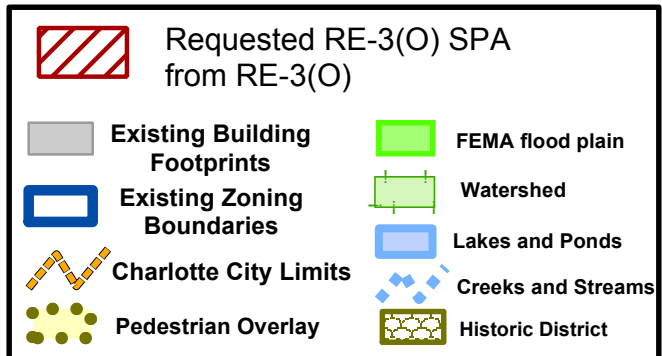 Requested RE-3(O) SPA
from RE-3(O)
Existing Building
Footprints
Existing Zoning
Boundaries
Charlotte City Limits
Pedestrian Overlay
FEMA flood plain
Watershed
Lakes and Ponds
Creeks and Streams
Historic District